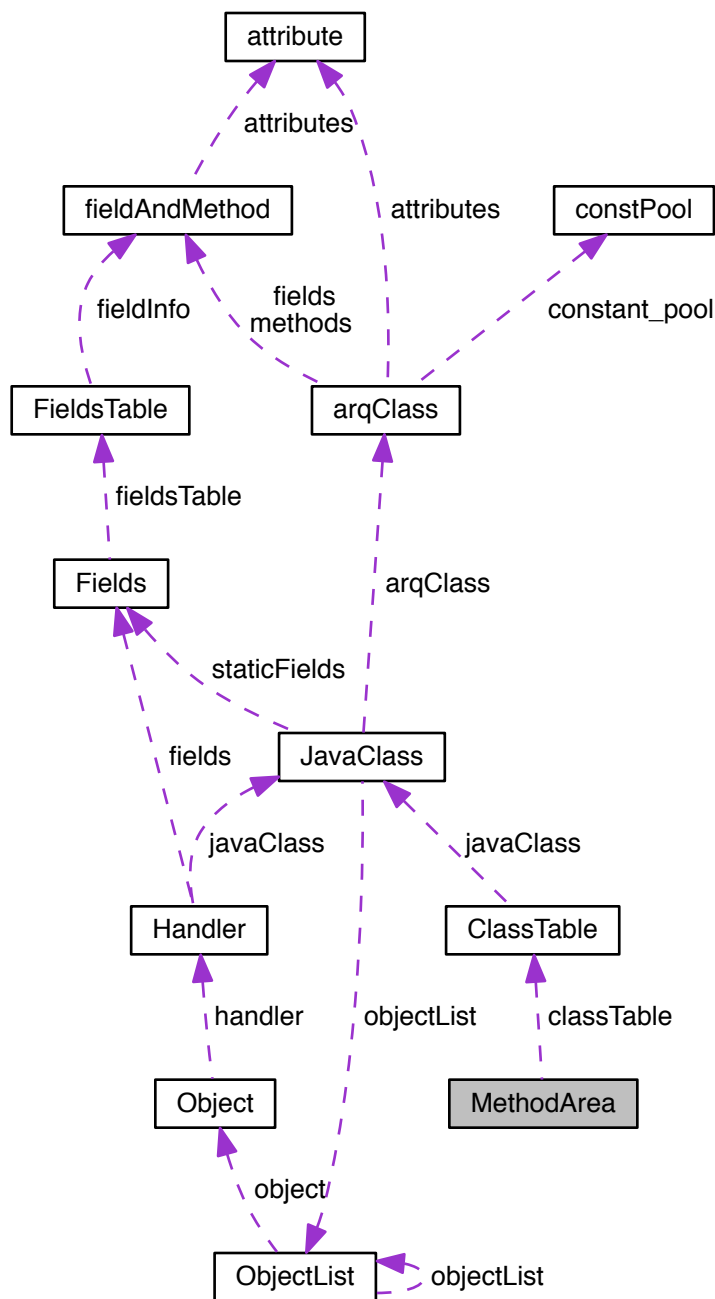 attribute
attributes
fieldAndMethod
attributes
constPool
fieldInfo
fields
methods
constant_pool
FieldsTable
arqClass
fieldsTable
Fields
arqClass
staticFields
fields
JavaClass
javaClass
javaClass
Handler
ClassTable
handler
objectList
classTable
Object
MethodArea
object
ObjectList
objectList